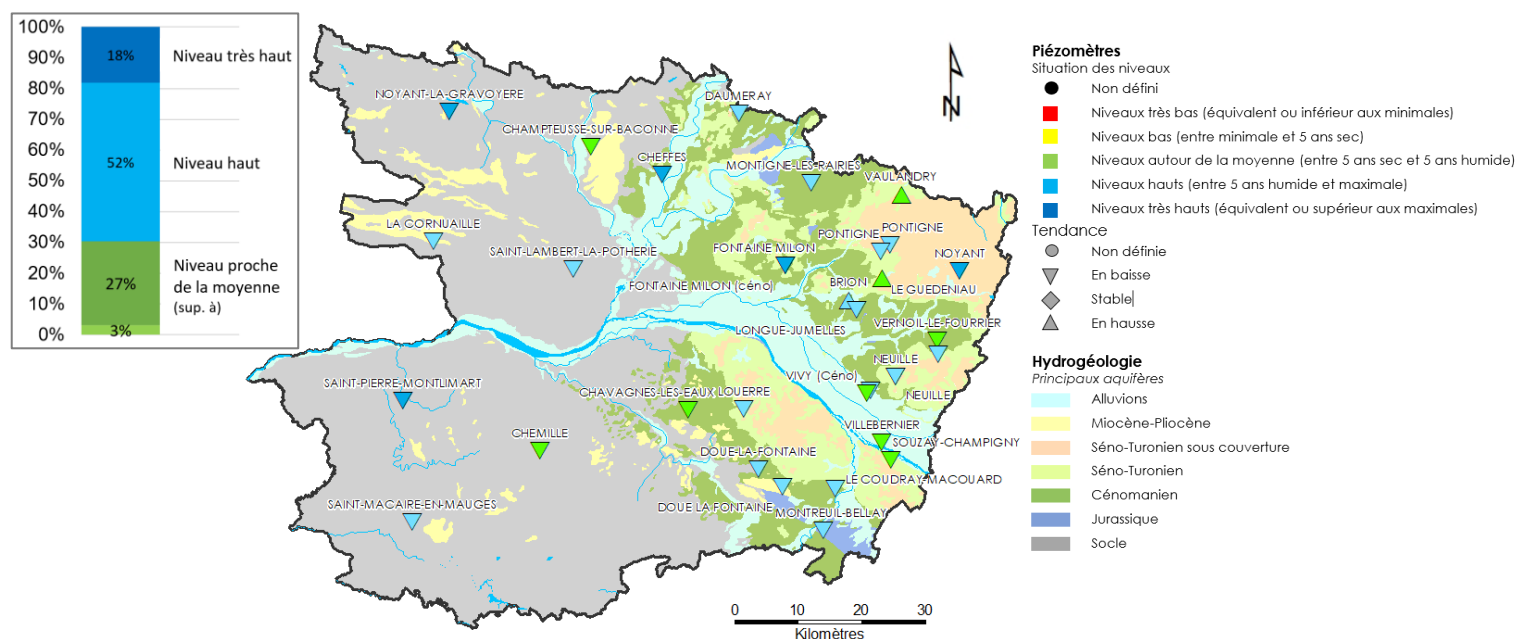 100%
90%
80%
70%
60%
50%
40%
30%
20%
10%
0%
18%
Niveau très haut
52%
Niveau haut
27%
Niveau proche
de la moyenne
(sup. à)
3%
NOYANT-LA-GRAVOYERE
DAUMERAY
CHAMPTEUSSE-SUR-BACONNE
CHEFFES
MONTIGNE-LES-RAIRIES
VAULANDRY
LA CORNUAILLE
PONTIGNE
PONTIGNE
SAINT-LAMBERT-LA-POTHERIE
FONTAINE MILON
NOYANT
FONTAINE MILON (céno)
BRION
LE GUEDENIAU
LONGUE-JUMELLES
VERNOIL-LE-FOURRIER
NEUILLE
VIVY (Céno)
SAINT-PIERRE-MONTLIMART
CHAVAGNES-LES-EAUX
LOUERRE
NEUILLE
VILLEBERNIER
CHEMILLE
SOUZAY-CHAMPIGNY
DOUE-LA-FONTAINE
LE COUDRAY-MACOUARD
SAINT-MACAIRE-EN-MAUGES
DOUE LA FONTAINE
MONTREUIL-BELLAY
N
0 10 20 30
Kilomètres
Piézomètres
Situation des niveaux
Non défini
Niveaux très bas (équivalent ou inférieur aux minimales)
Niveaux bas (entre minimale et 5 ans sec)
Niveaux autour de la moyenne (entre 5 ans sec et 5 ans humide)
Niveaux hauts (entre 5 ans humide et maximale)
Niveaux très hauts (équivalent ou supérieur aux maximales)
Tendance
Non définie
En baisse
Stable
En hausse
Hydrogéologie
Principaux aquifères
Alluvions
Miocène-Pliocène
Séno-Turonien sous couverture
Séno-Turonien
Cénomanien
Jurassique
Socle